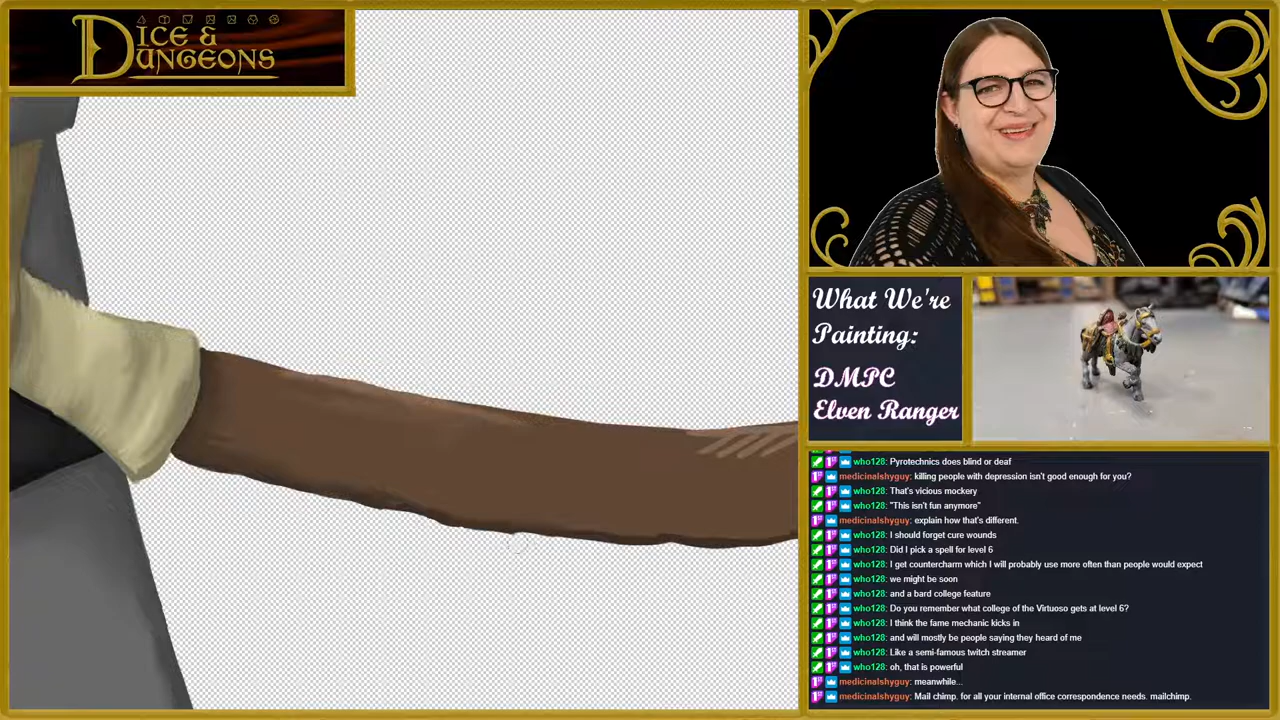 DICE &
DUNGEONS
What We're
Painting:
DMPC
Elven Ranger
who128: Pyrotechnics does blind or deaf
medicinalshyguy: killing people with depression isn't good enough for you?
who128: That's vicious mockery
who128: "This isn't fun anymore"
medicinalshyguy: explain how that's different.
who128: I should forget cure wounds
who128: Did I pick a spell for level 6
who128: I get countercharm which I will probably use more often than people would expect
who128: we might be soon
who128: and a bard college feature
who128: Do you remember what college of the Virtuoso gets at level 6?
who128: I think the fame mechanic kicks in
who128: and will mostly be people saying they heard of me
who128: Like a semi-famous twitch streamer
who128: oh, that is powerful
medicinalshyguy: meanwhile...
medicinalshyguy: Mail chimp. for all your internal office correspondence needs. mailchimp.